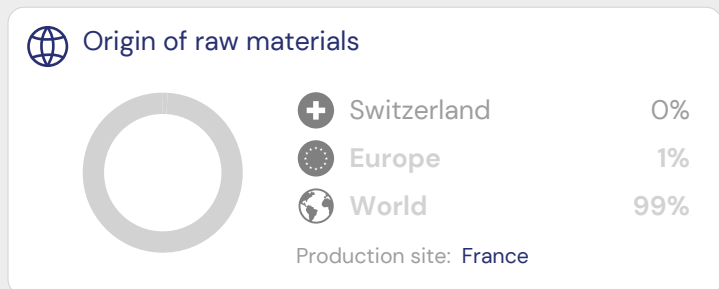 Origin of raw materials
Switzerland 0%
Europe 1%
World 99%
Production site: France